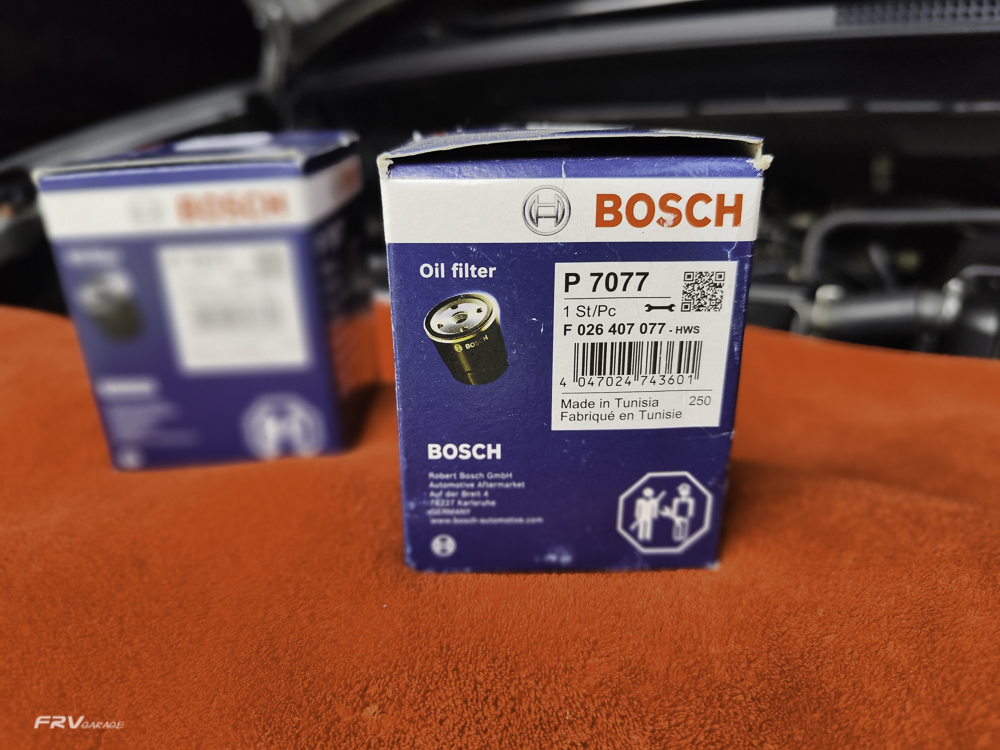 BOSCH
BOSCH
Oil filter
P 7077
1 St/Pc
F 026 407 077 - HWS
BOSCH
4 047024 743601
Made in Tunisia 250
Fabriqué en Tunisie
BOSCH
Robert Bosch GmbH
Automotive Aftermarket
Auf der Breit 4
76227 Karlsruhe
GERMANY
www.bosch-automotive.com
FRV GARAGE